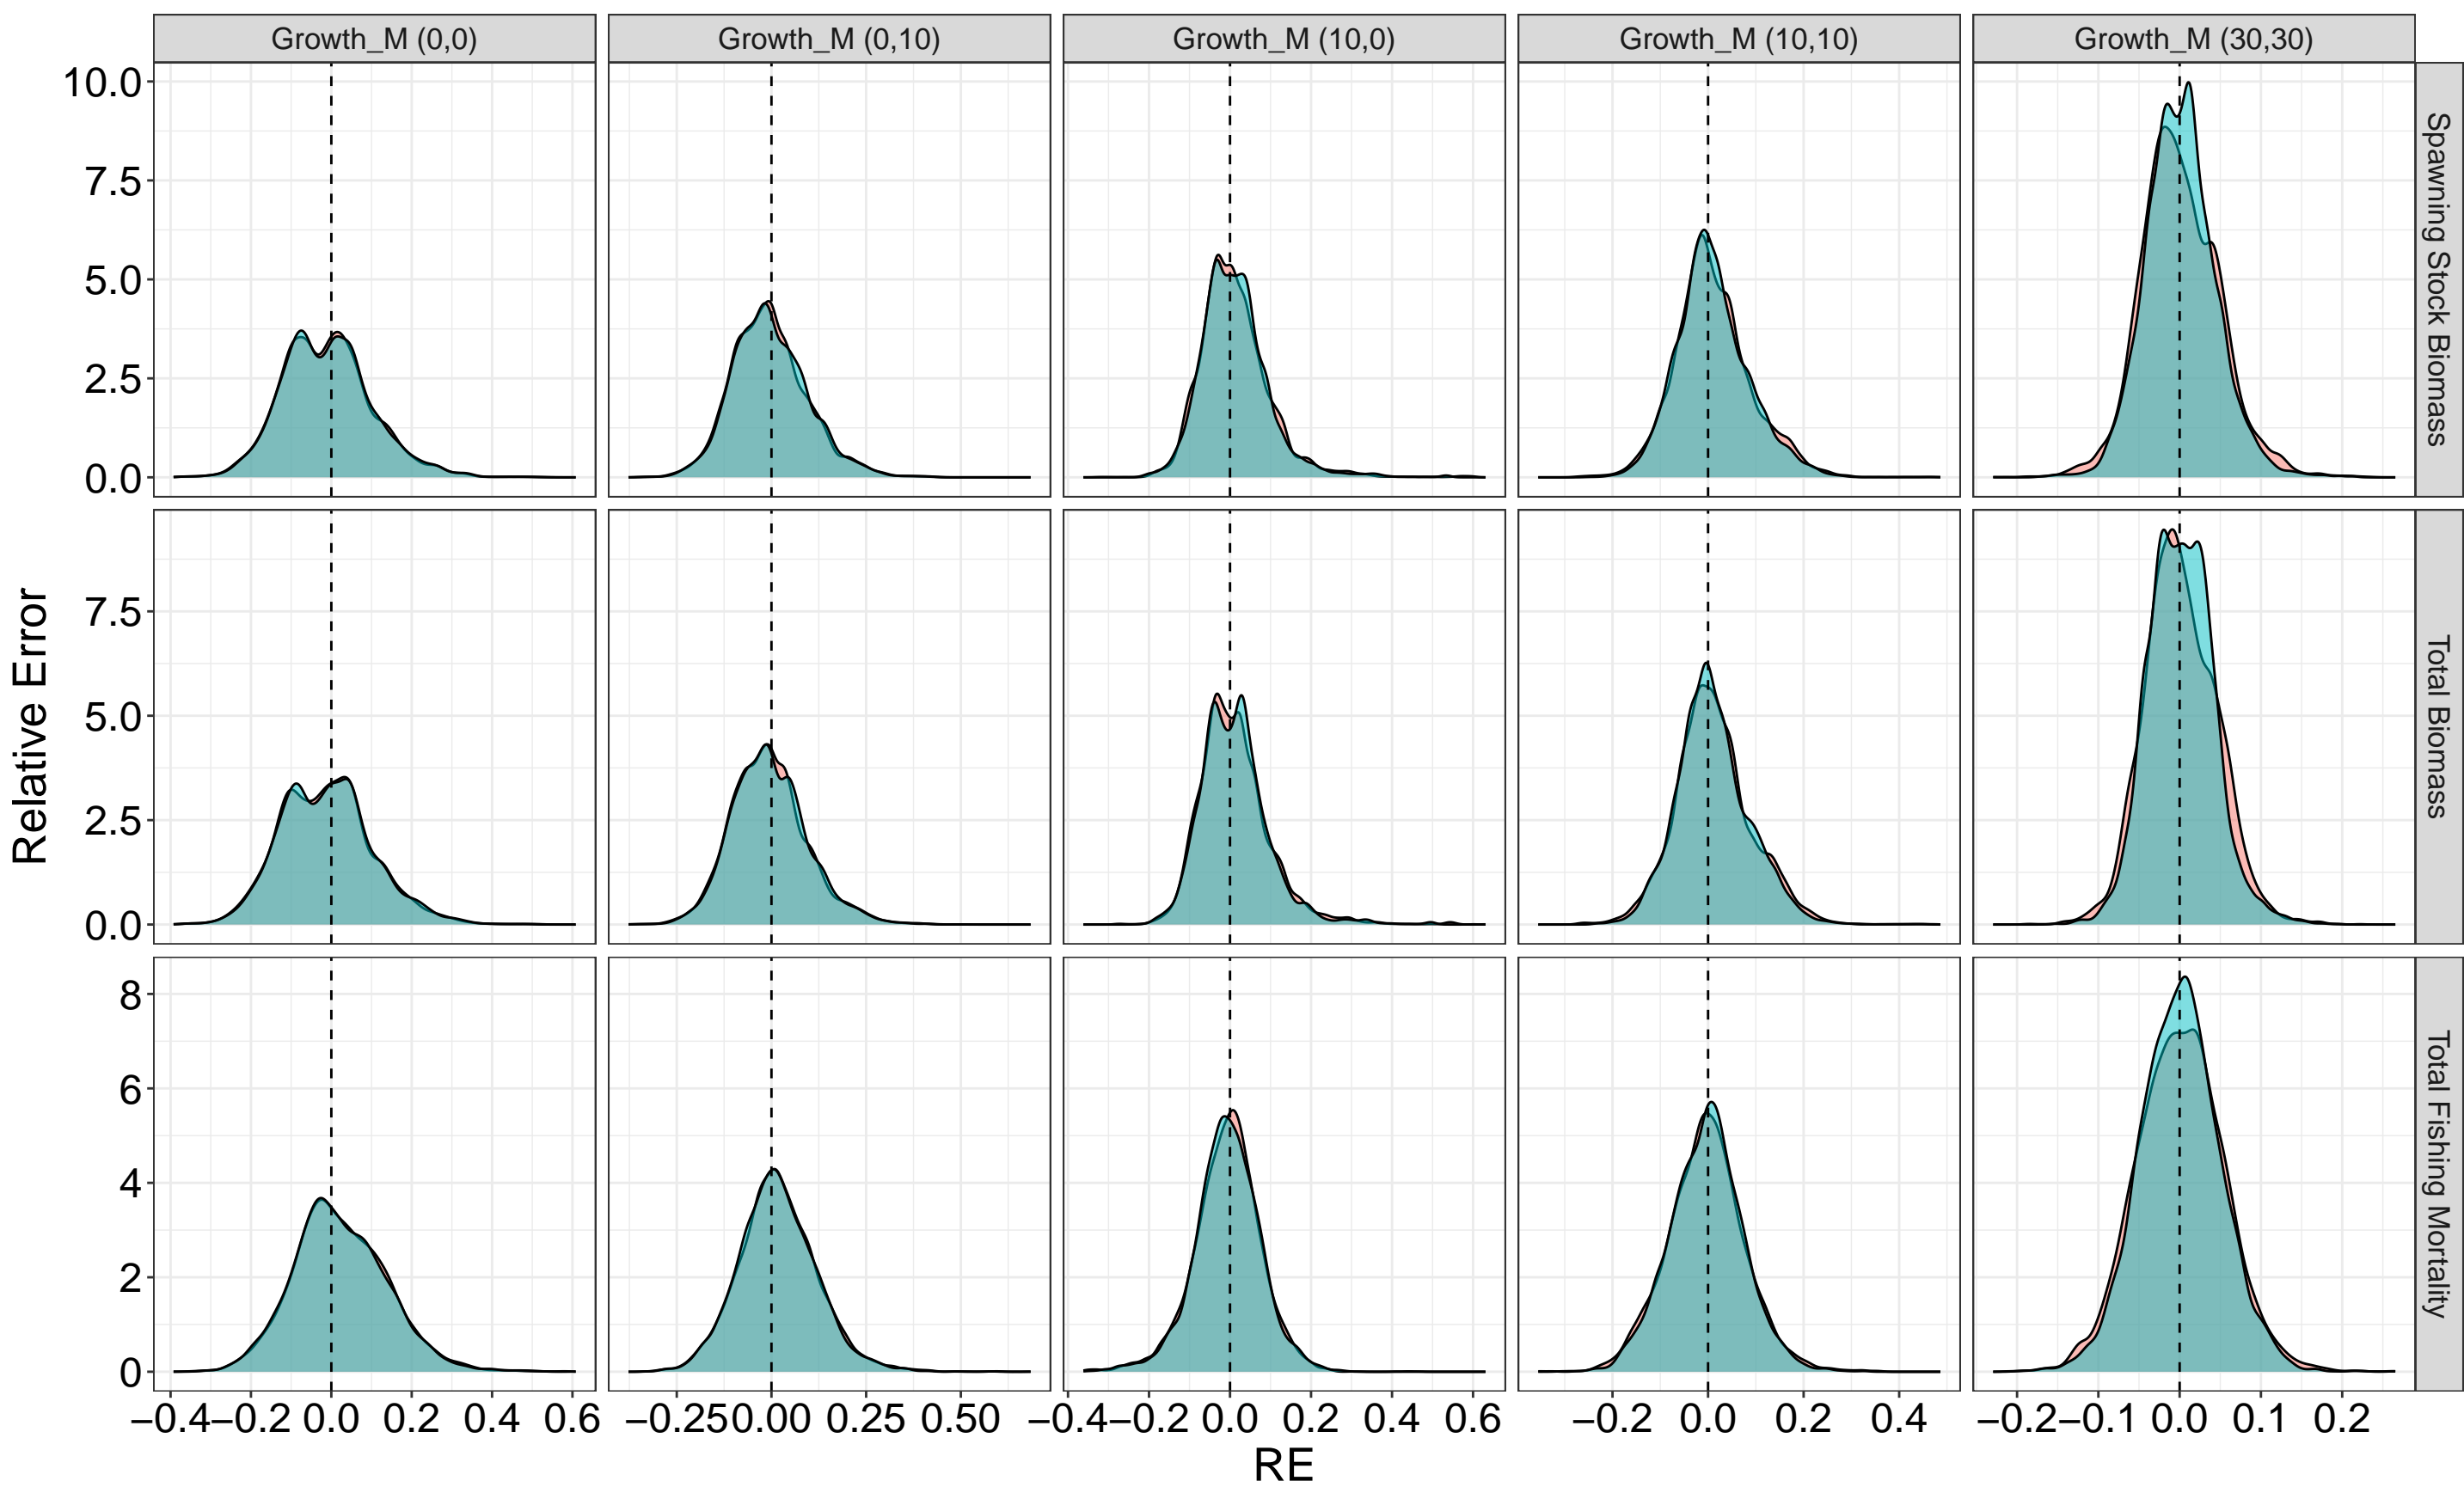 Growth_M (0,0) Growth_M (0,10) Growth_M (10,0) Growth_M (10,10) Growth_M (30,30)
10.0
7.5
5.0
2.5
0.0
Spawning Stock Biomass
Relative Error
7.5
5.0
2.5
0.0
Total Biomass
8
6
4
2
0
Total Fishing Mortality
−0.4 −0.2 0.0 0.2 0.4 0.6 −0.25 0.00 0.25 0.50 −0.4 −0.2 0.0 0.2 0.4 0.6 −0.2 0.0 0.2 0.4 −0.2 −0.1 0.0 0.1 0.2
RE